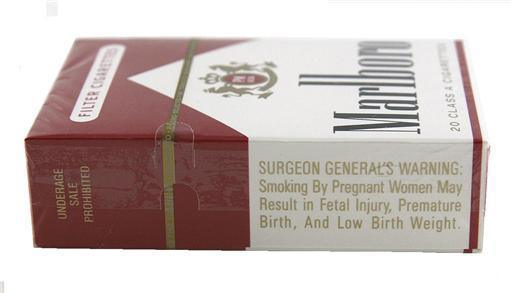 FILTER CIGARETTES
Marlboro
20 CLASS A CIGARETTES
UNDERAGE
SALE
PROHIBITED
SURGEON GENERAL'S WARNING:
Smoking By Pregnant Women May
Result in Fetal Injury, Premature
Birth, And Low Birth Weight.